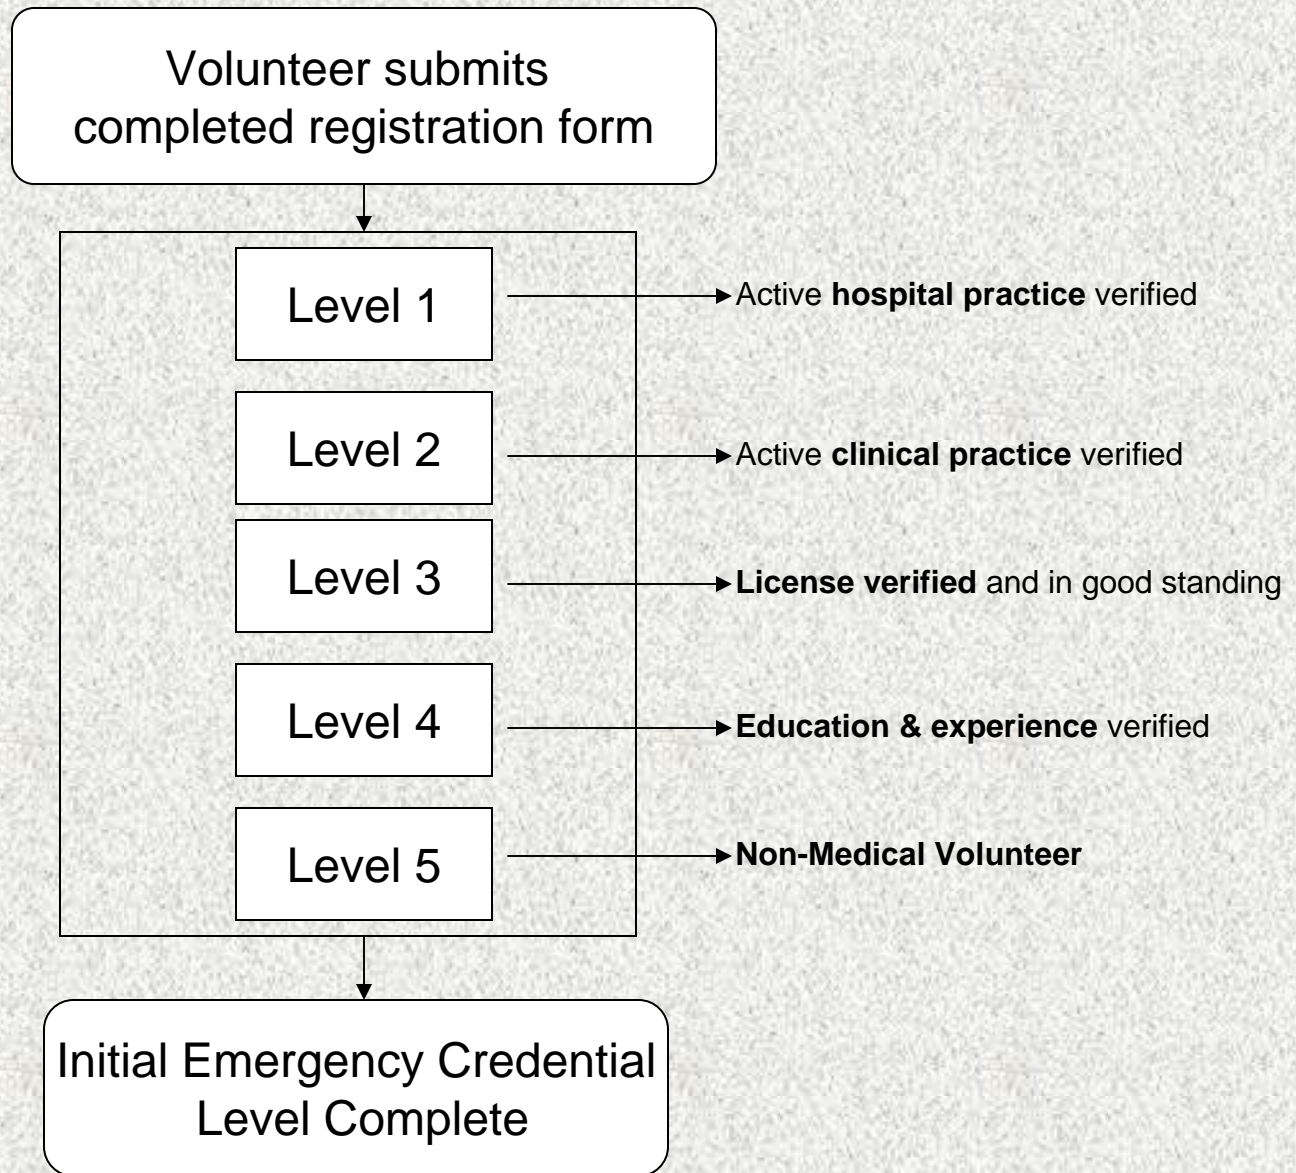 Volunteer submits
completed registration form
Level 1
Active hospital practice verified
Level 2
Active clinical practice verified
Level 3
License verified and in good standing
Level 4
Education & experience verified
Level 5
Non-Medical Volunteer
Initial Emergency Credential
Level Complete